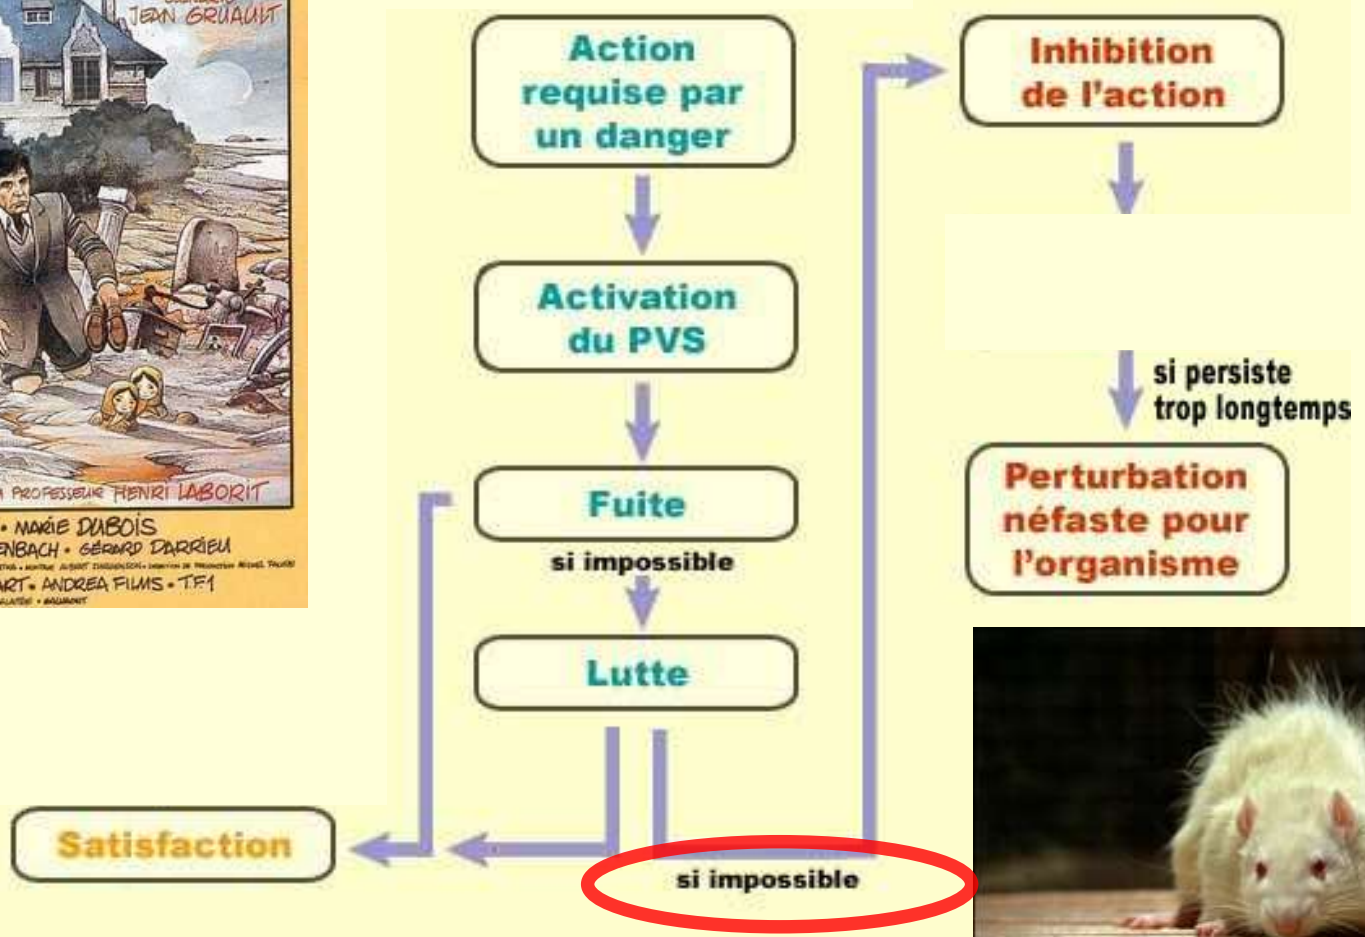 JEAN GRUAULT
PROFESSEUR HENRI LABORIT
• MARIE DUBOIS
ENBACH • GÉRARD DARRIEU
ART • ANDREA FILMS • TF1
Action
requise par
un danger
Activation
du PVS
Fuite
si impossible
Lutte
Satisfaction
si impossible
Inhibition
de l'action
si persiste
trop longtemps
Perturbation
néfaste pour
l'organisme